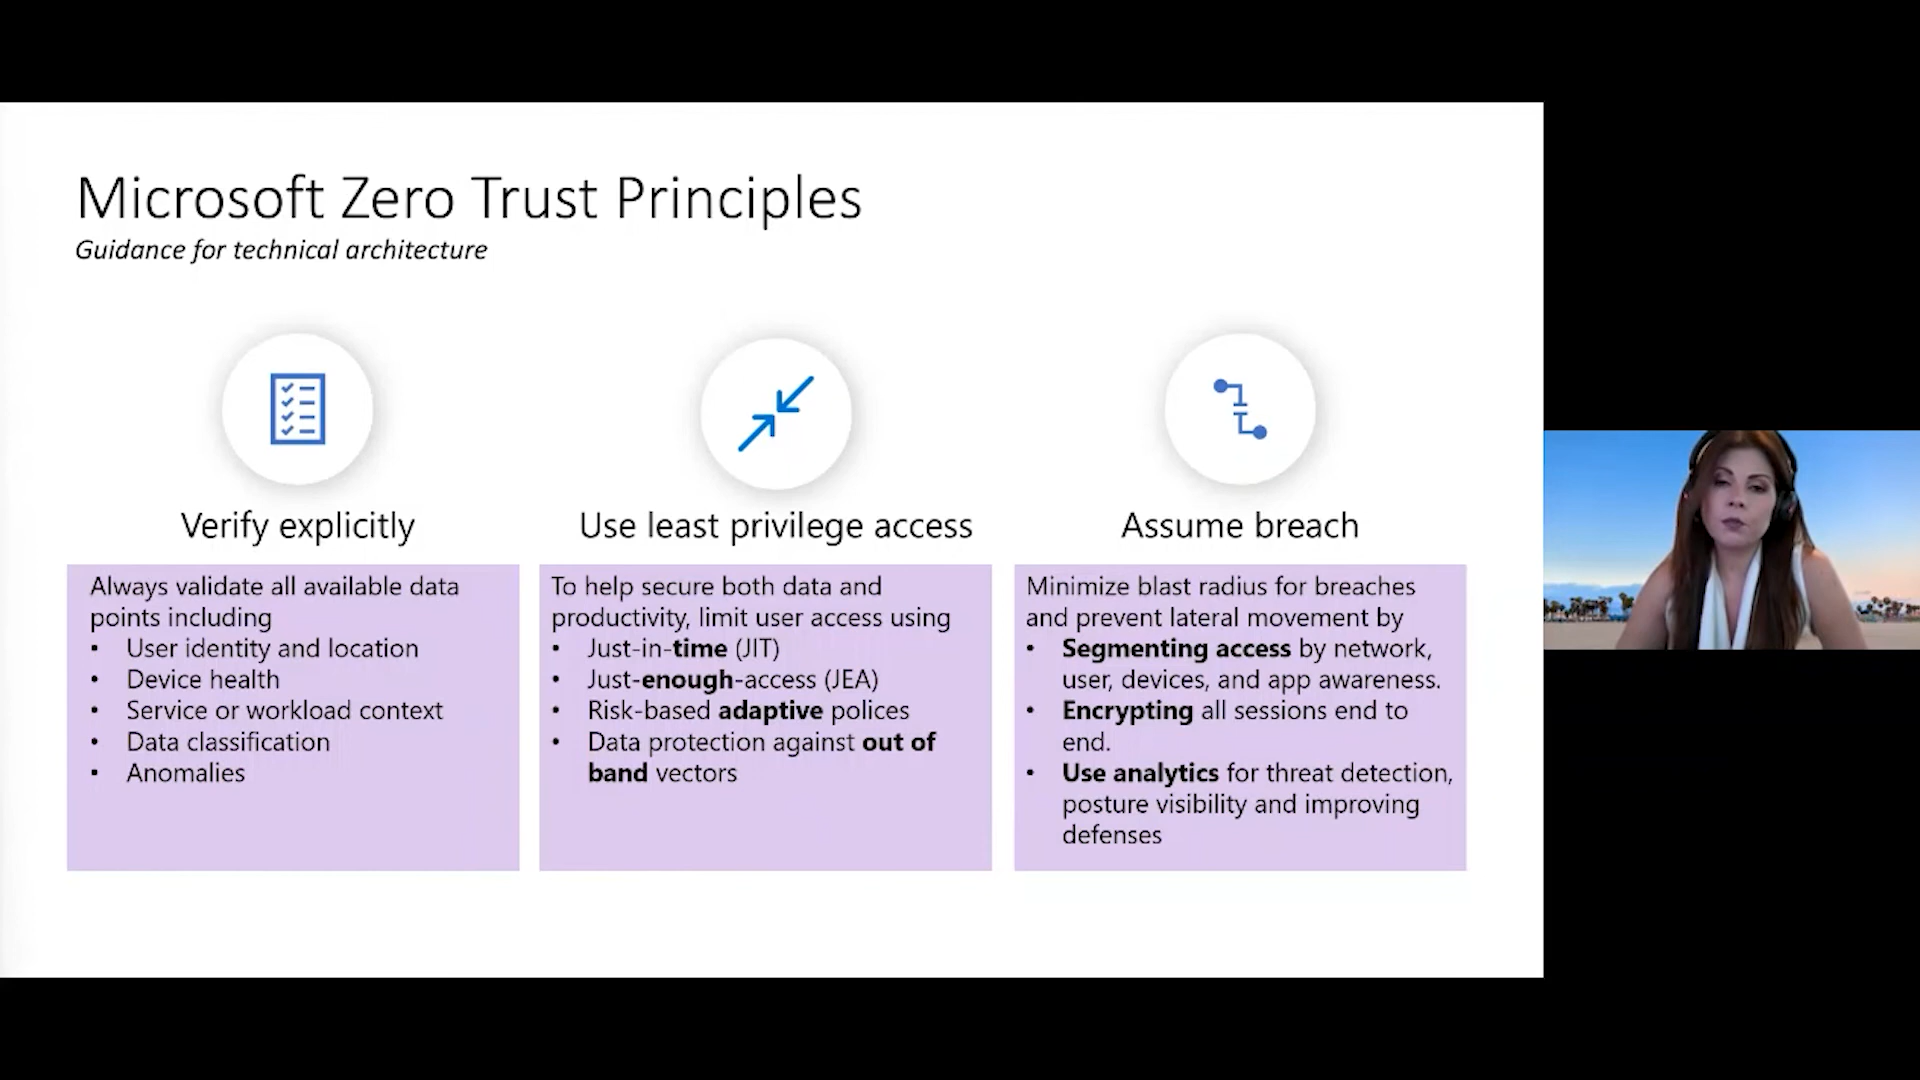 Microsoft Zero Trust Principles
Guidance for technical architecture
Verify explicitly
Always validate all available data
points including
• User identity and location
• Device health
• Service or workload context
• Data classification
• Anomalies
Use least privilege access
To help secure both data and
productivity, limit user access using
• Just-in-time (JIT)
• Just-enough-access (JEA)
• Risk-based adaptive polices
• Data protection against out of
band vectors
Assume breach
Minimize blast radius for breaches
and prevent lateral movement by
• Segmenting access by network,
user, devices, and app awareness.
• Encrypting all sessions end to
end.
• Use analytics for threat detection,
posture visibility and improving
defenses